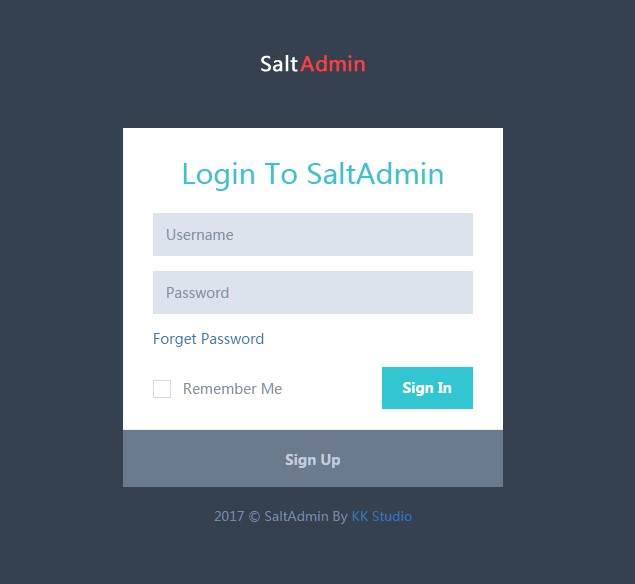 SaltAdmin
Login To SaltAdmin
Username
Password
Forget Password
Remember Me
Sign In
Sign Up
2017 © SaltAdmin By KK Studio